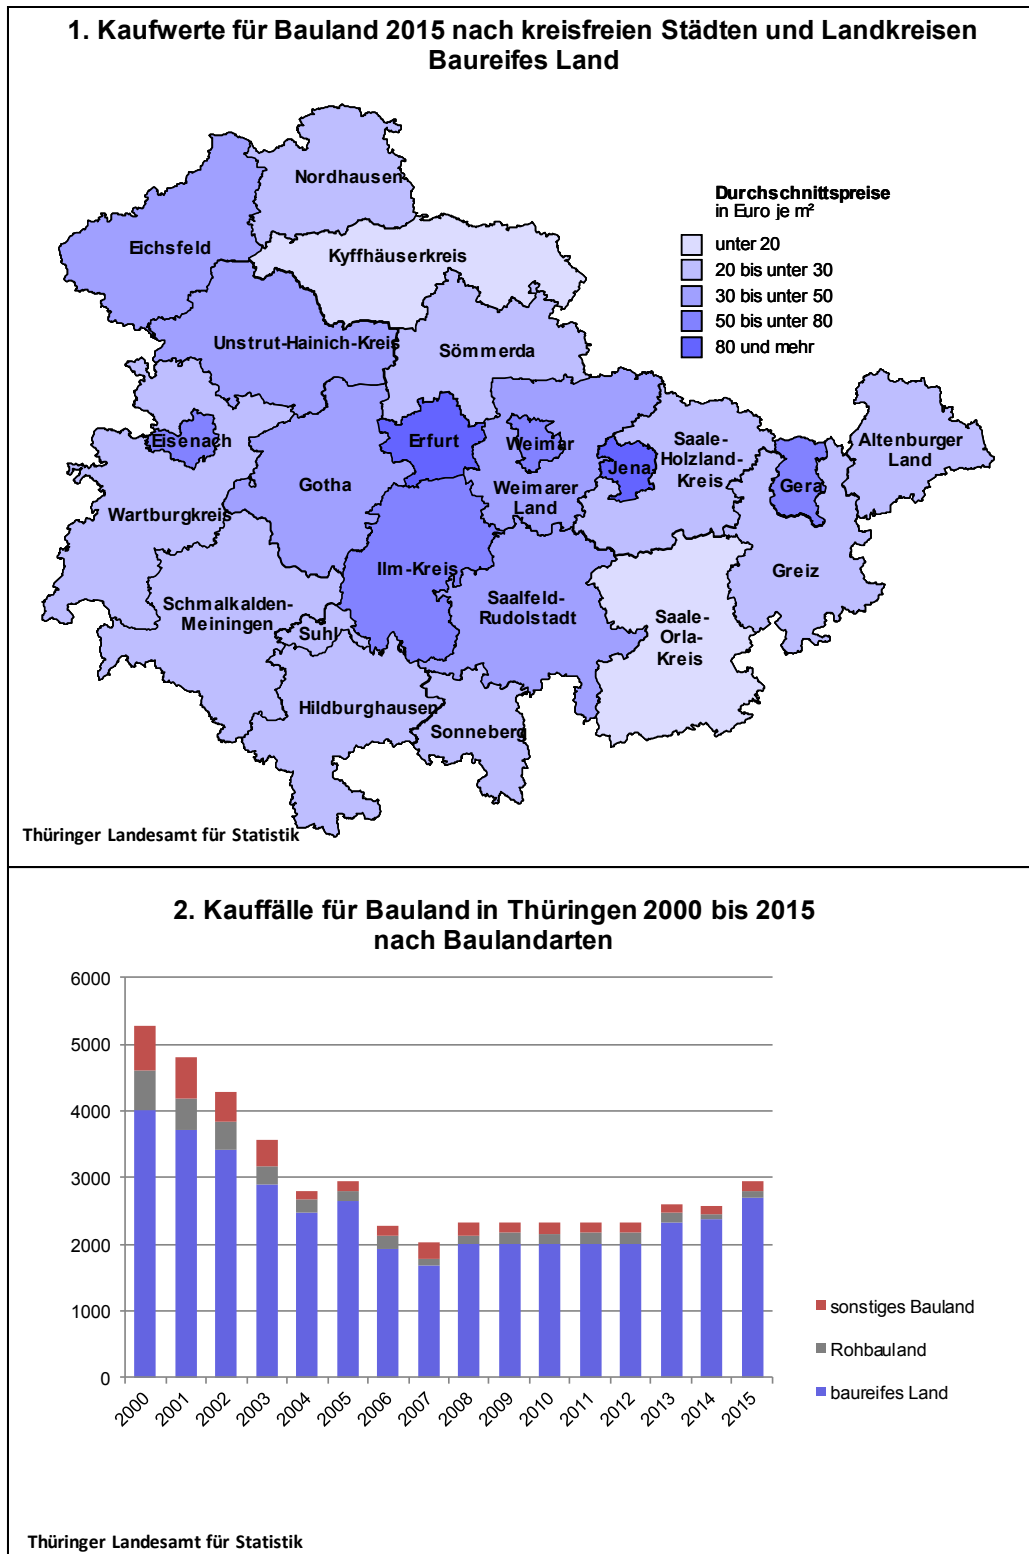 1. Kaufwerte für Bauland 2015 nach kreisfreien Städten und Landkreisen
Baureifes Land
Durchschnittspreise
in Euro je m²
unter 20
20 bis unter 30
30 bis unter 50
50 bis unter 80
80 und mehr
Nordhausen
Eichsfeld
Kyffhäuserkreis
Unstrut-Hainich-Kreis
Sömmerda
Eisenach
Erfurt
Weimar
Jena
Saale-
Holzland-
Kreis
Gera
Altenburger
Land
Gotha
Weimarer
Land
Wartburgkreis
Ilm-Kreis
Greiz
Schmalkalden-
Meiningen
Suhl
Saalfeld-
Rudolstadt
Saale-
Orla-
Kreis
Hildburghausen
Sonneberg
Thüringer Landesamt für Statistik
2. Kauffälle für Bauland in Thüringen 2000 bis 2015
nach Baulandarten
6000
5000
4000
3000
2000
1000
0
2000
2001
2002
2003
2004
2005
2006
2007
2008
2009
2010
2011
2012
2013
2014
2015
sonstiges Bauland
Rohbauland
baureifes Land
Thüringer Landesamt für Statistik